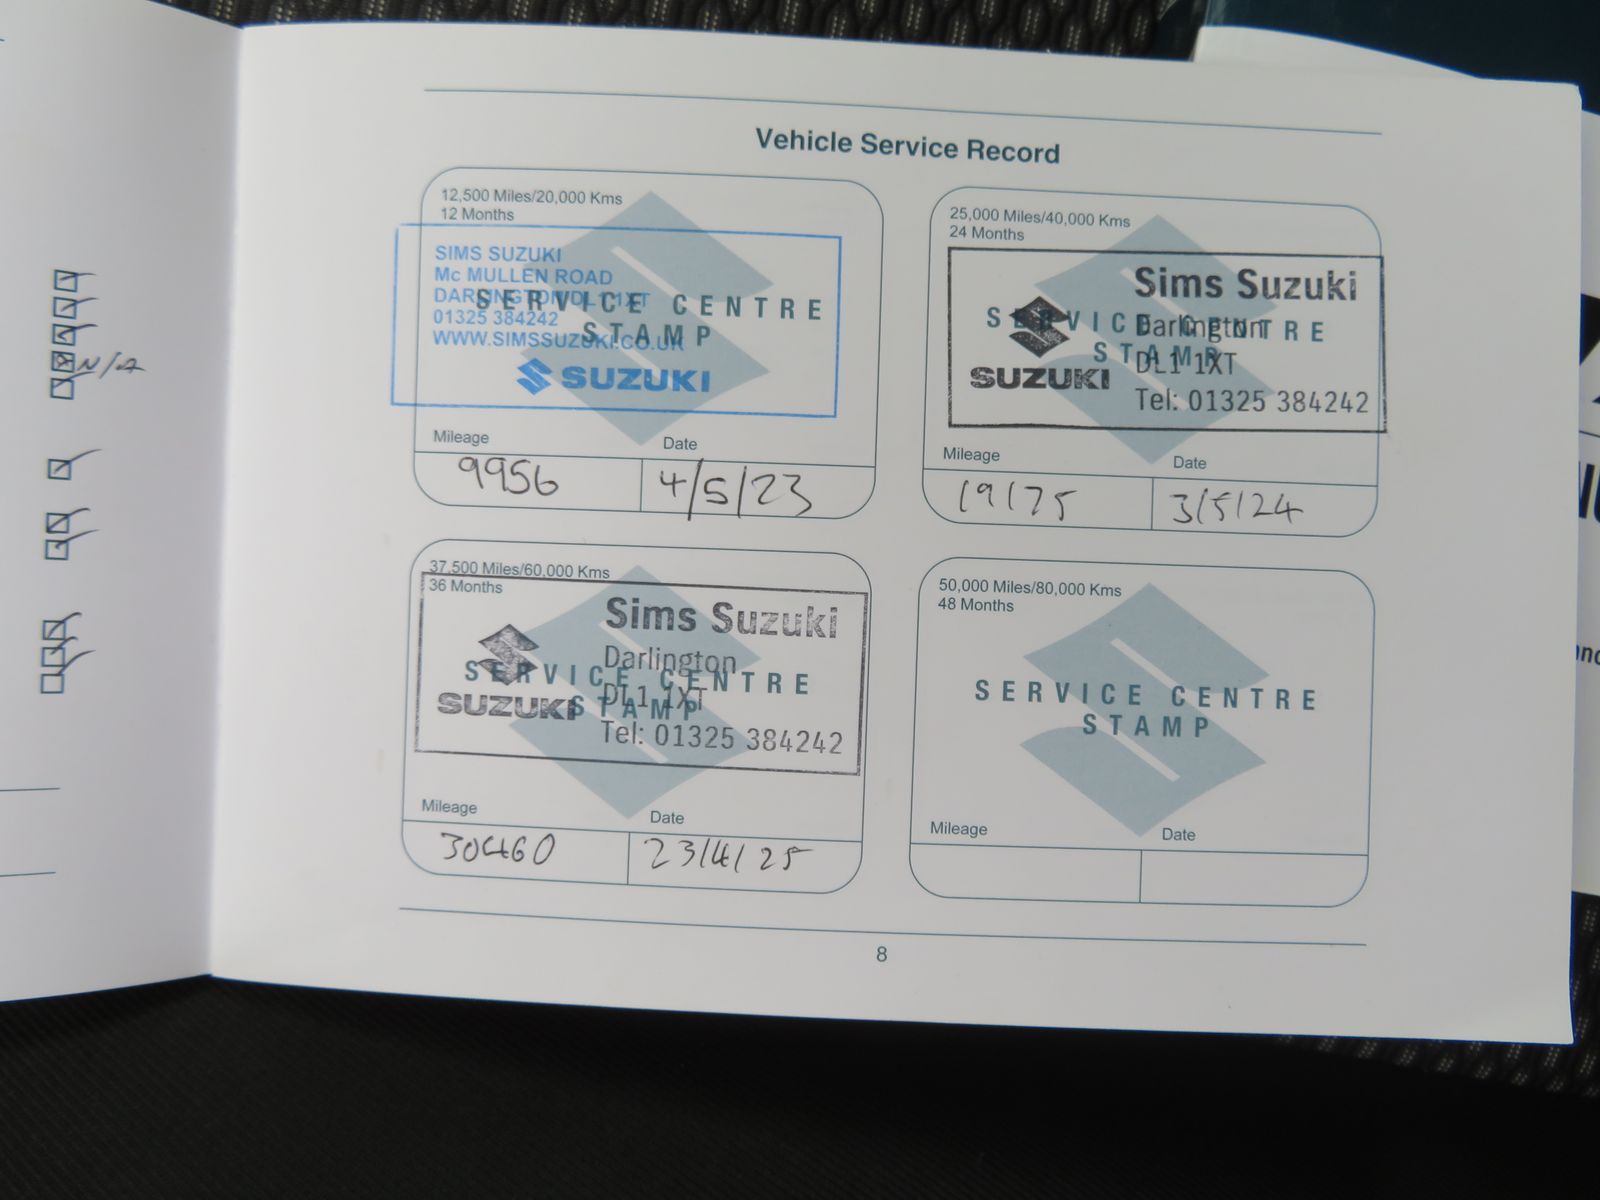 N/A
Vehicle Service Record
12,500 Miles/20,000 Kms
12 Months
SIMS SUZUKI
Mc MULLEN ROAD
DARLINGTON DL1 1XT
01325 384242
WWW.SIMSSUZUKI.CO.UK
SUZUKI
SERVICE CENTRE
STAMP
Mileage
Date
9956
4/5/23
25,000 Miles/40,000 Kms
24 Months
Sims Suzuki
Darlington
DL1 1XT
Tel: 01325 384242
SUZUKI
SERVICE CENTRE
STAMP
Mileage
Date
19175
3/5/24
37,500 Miles/60,000 Kms
36 Months
Sims Suzuki
Darlington
DL1 1XT
Tel: 01325 384242
SUZUKI
SERVICE CENTRE
STAMP
Mileage
Date
30460
23/4/25
50,000 Miles/80,000 Kms
48 Months
SERVICE CENTRE
STAMP
Mileage
Date
8